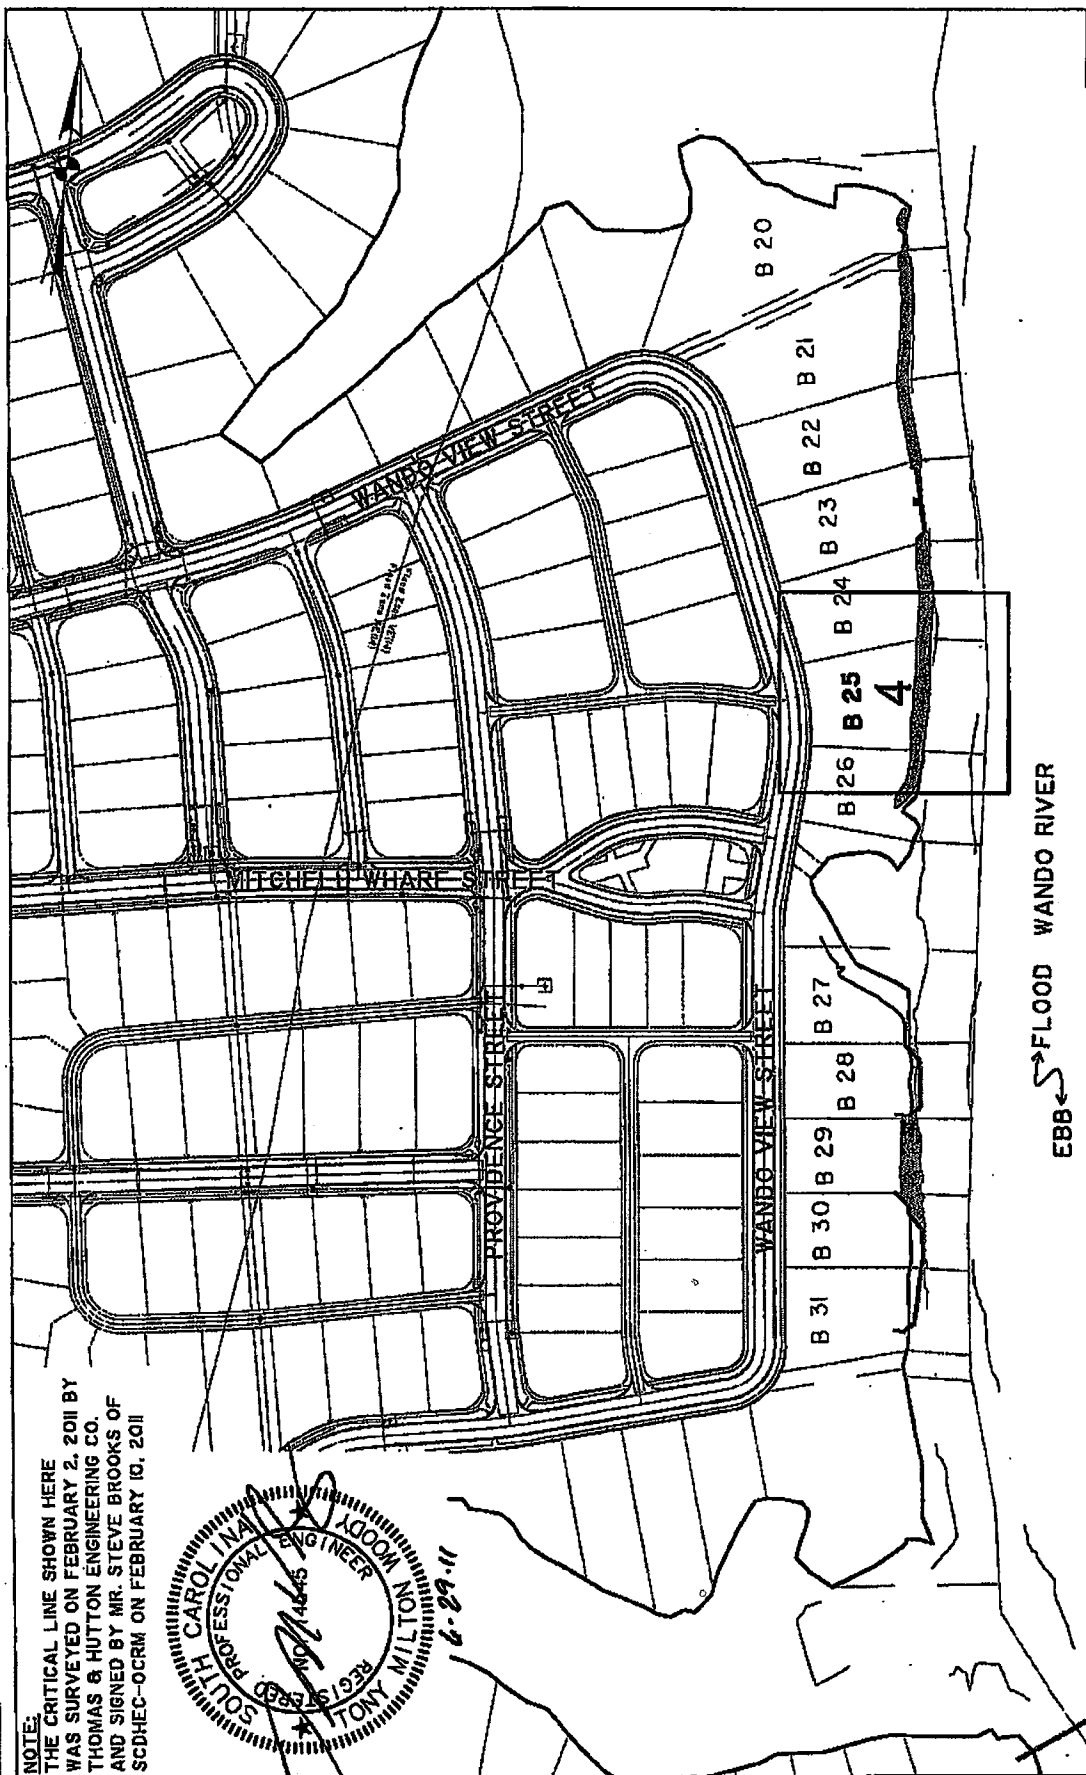 NOTE:
THE CRITICAL LINE SHOWN HERE
WAS SURVEYED ON FEBRUARY 2, 2011 BY
THOMAS & HUTTON ENGINEERING CO.
AND SIGNED BY MR. STEVE BROOKS OF
SCDHEC-OCRM ON FEBRUARY 10, 2011
SOUTH CAROLINA
PROFESSIONAL ENGINEER
REGISTERED
TONY MILTON MOODY
6-29-11
WANDO VIEW STREET
MITCHELL WHARF STREET
PROVIDENCE STREET
WANDO VIEW STREET
B 20
B 21
B 22
B 23
B 24
B 25
4
B 26
B 27
B 28
B 29
B 30
B 31
EBB FLOOD WANDO RIVER